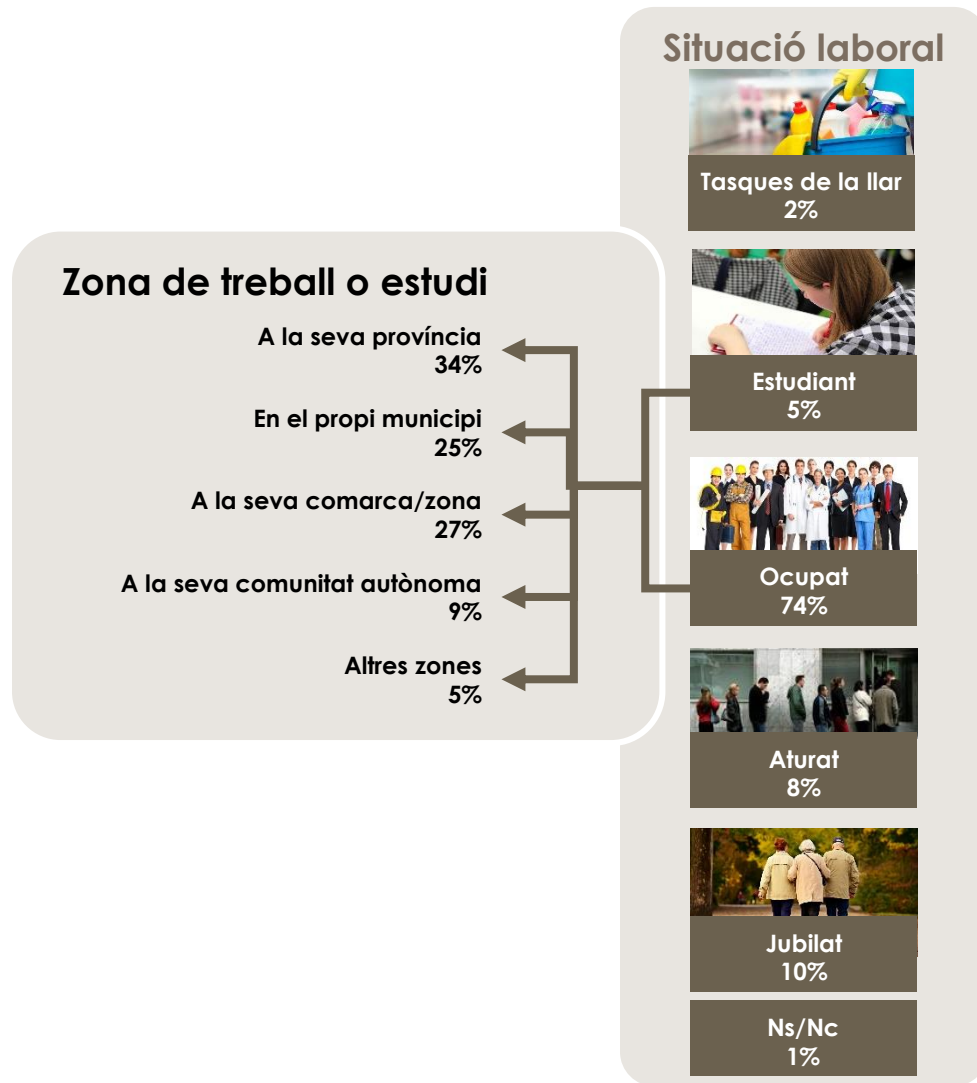 Situació laboral
Tasques de la llar
2%
Zona de treball o estudi
A la seva província
34%
En el propi municipi
25%
A la seva comarca/zona
27%
A la seva comunitat autònoma
9%
Altres zones
5%
Estudiant
5%
Ocupat
74%
Aturat
8%
Jubilat
10%
Ns/Nc
1%